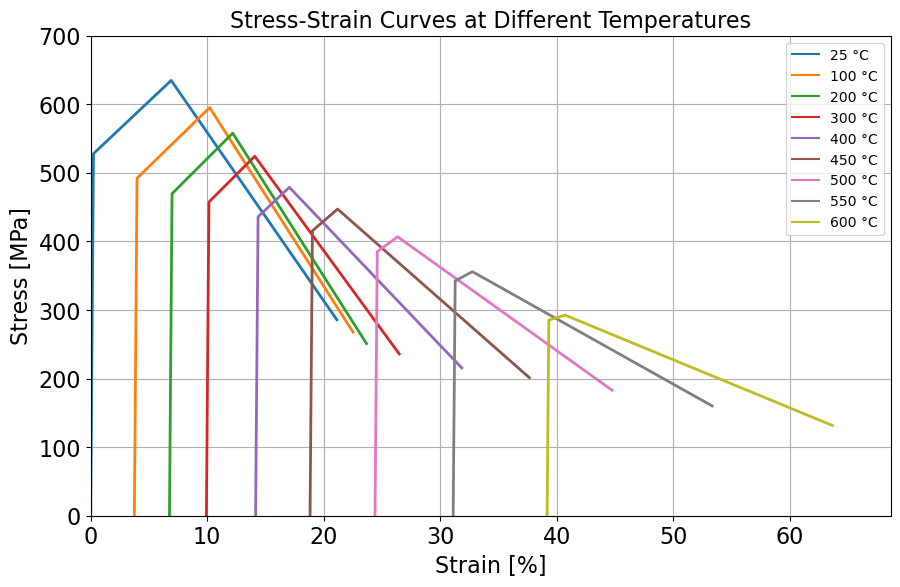 Stress-Strain Curves at Different Temperatures
700
600
500
400
300
200
100
0
Stress [MPa]
25 °C
100 °C
200 °C
300 °C
400 °C
450 °C
500 °C
550 °C
600 °C
0 10 20 30 40 50 60
Strain [%]